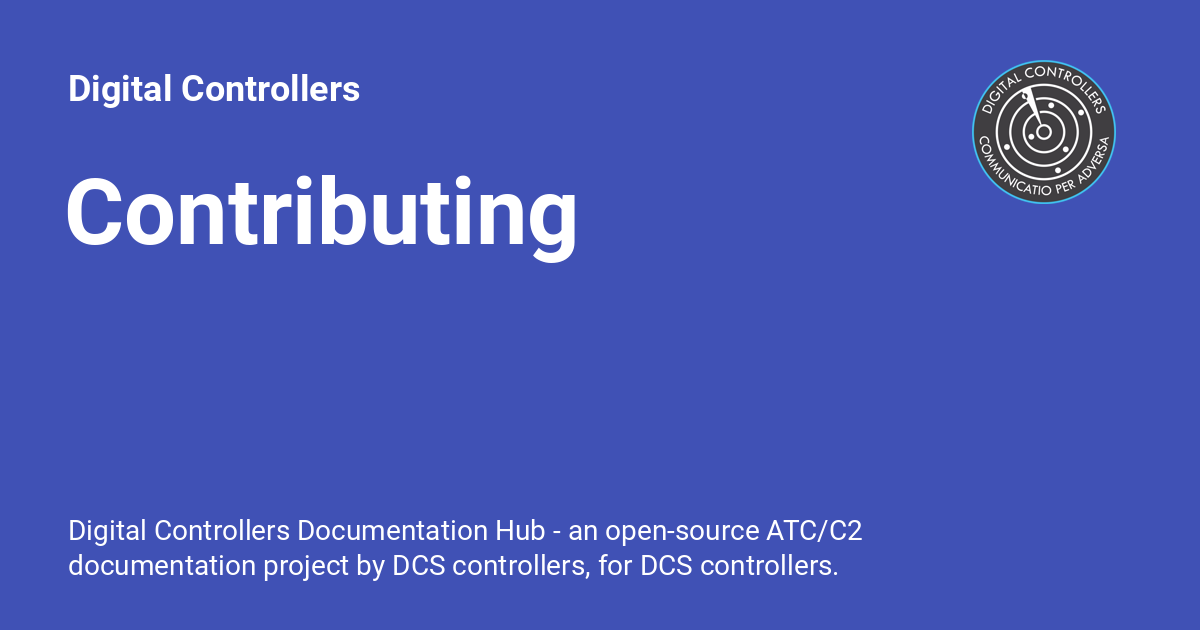 Digital Controllers
DIGITAL CONTROLLERS
COMMUNICATIO PER ADVERSA
Contributing
Digital Controllers Documentation Hub - an open-source ATC/C2
documentation project by DCS controllers, for DCS controllers.